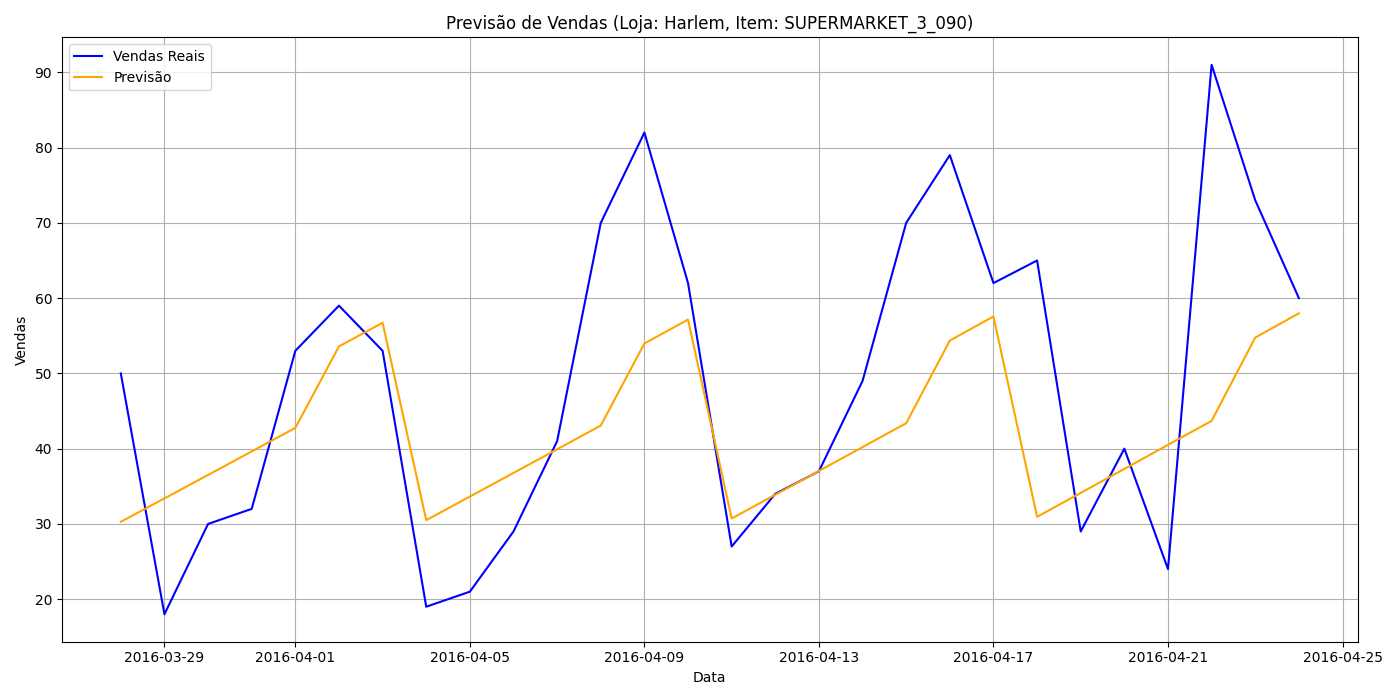 Previsão de Vendas (Loja: Harlem, Item: SUPERMARKET_3_090)
Vendas Reais
Previsão
90
80
70
60
50
40
30
20
Vendas
2016-03-29 2016-04-01 2016-04-05 2016-04-09 2016-04-13 2016-04-17 2016-04-21 2016-04-25
Data